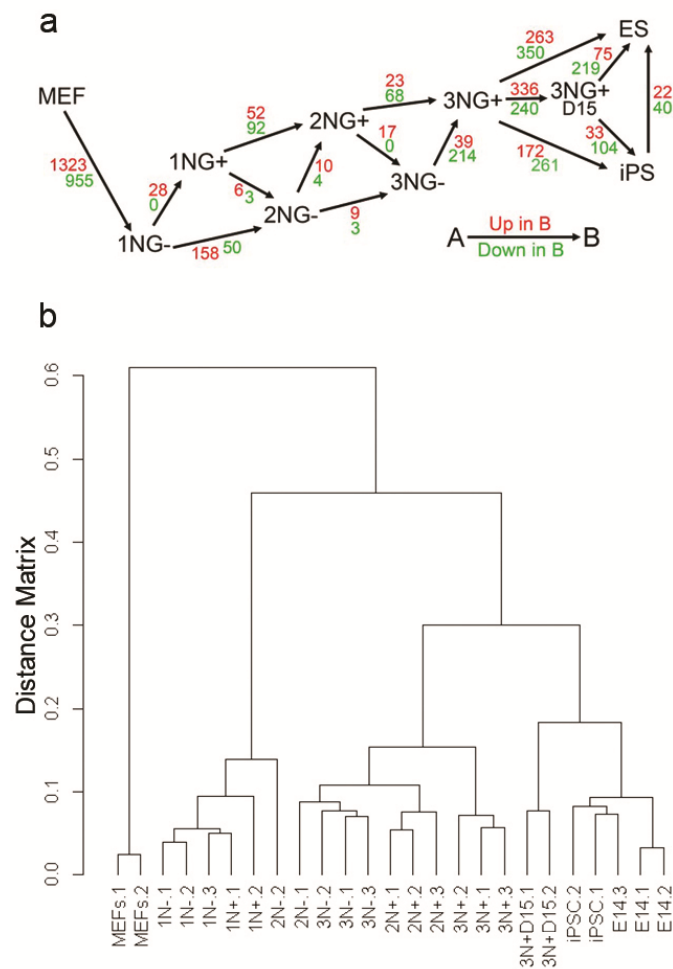 a
ES
263
350
75
219
MEF
23
68
336
240
3NG+
D15
22
40
52
92
2NG+
3NG+
1323
955
1NG+
17
0
39
214
172
261
33
104
iPS
28
0
6 3
10
4
3NG-
2NG-
9
3
1NG-
158 50
A Up in B B
Down in B
b
Distance Matrix
0.6
0.5
0.4
0.3
0.2
0.1
0.0
MEFs.1
MEFs.2
1N-.1
1N-.2
1N-.3
1N+.1
1N+.2
2N-.2
2N-.1
3N-.2
3N-.1
3N-.3
2N+.1
2N+.2
2N+.3
3N+.2
3N+.1
3N+.3
3N+D15.1
3N+D15.2
iPSC.2
iPSC.1
E14.3
E14.1
E14.2